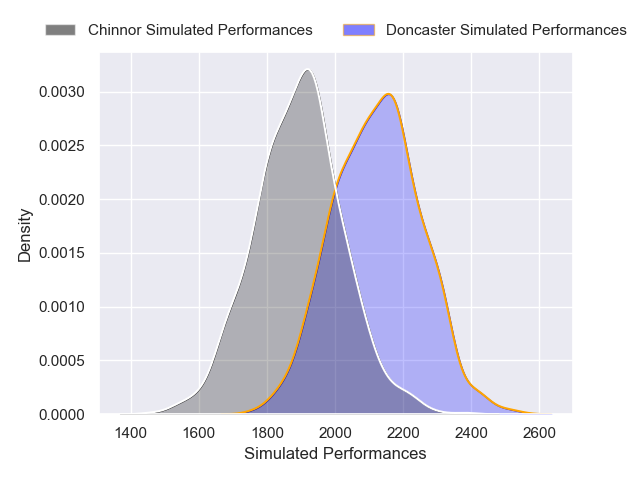 Chinnor Simulated Performances
Doncaster Simulated Performances
0.0030
0.0025
0.0020
0.0015
0.0010
0.0005
0.0000
Density
1400 1600 1800 2000 2200 2400 2600
Simulated Performances